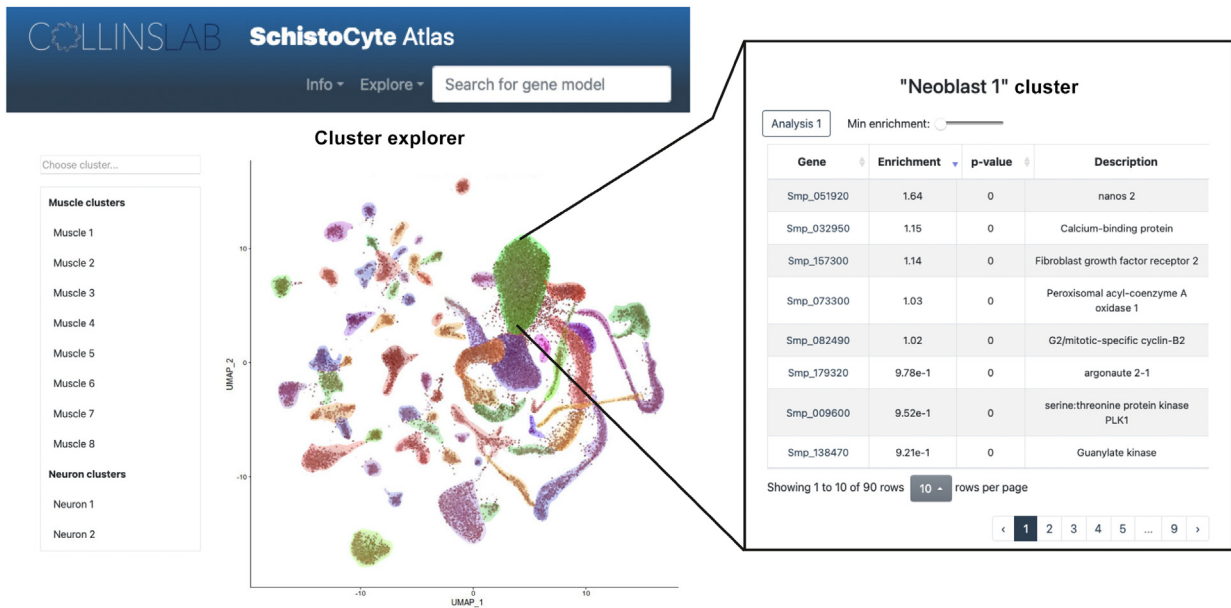 COLLINSLAB SchistoCyte Atlas
Info Explore Search for gene model
Cluster explorer
Choose cluster...
Muscle clusters
Muscle 1
Muscle 2
Muscle 3
Muscle 4
Muscle 5
Muscle 6
Muscle 7
Muscle 8
Neuron clusters
Neuron 1
Neuron 2
UMAP_2
10
0
-10
-10 0 10
UMAP_1
"Neoblast 1" cluster
Analysis 1 Min enrichment:
Gene Enrichment p-value Description
Smp_051920 1.64 0 nanos 2
Smp_032950 1.15 0 Calcium-binding protein
Smp_157300 1.14 0 Fibroblast growth factor receptor 2
Smp_073300 1.03 0 Peroxisomal acyl-coenzyme A
oxidase 1
Smp_082490 1.02 0 G2/mitotic-specific cyclin-B2
Smp_179320 9.78e-1 0 argonaute 2-1
Smp_009600 9.52e-1 0 serine:threonine protein kinase
PLK1
Smp_138470 9.21e-1 0 Guanylate kinase
Showing 1 to 10 of 90 rows 10 rows per page
‹ 1 2 3 4 5 ... 9 ›